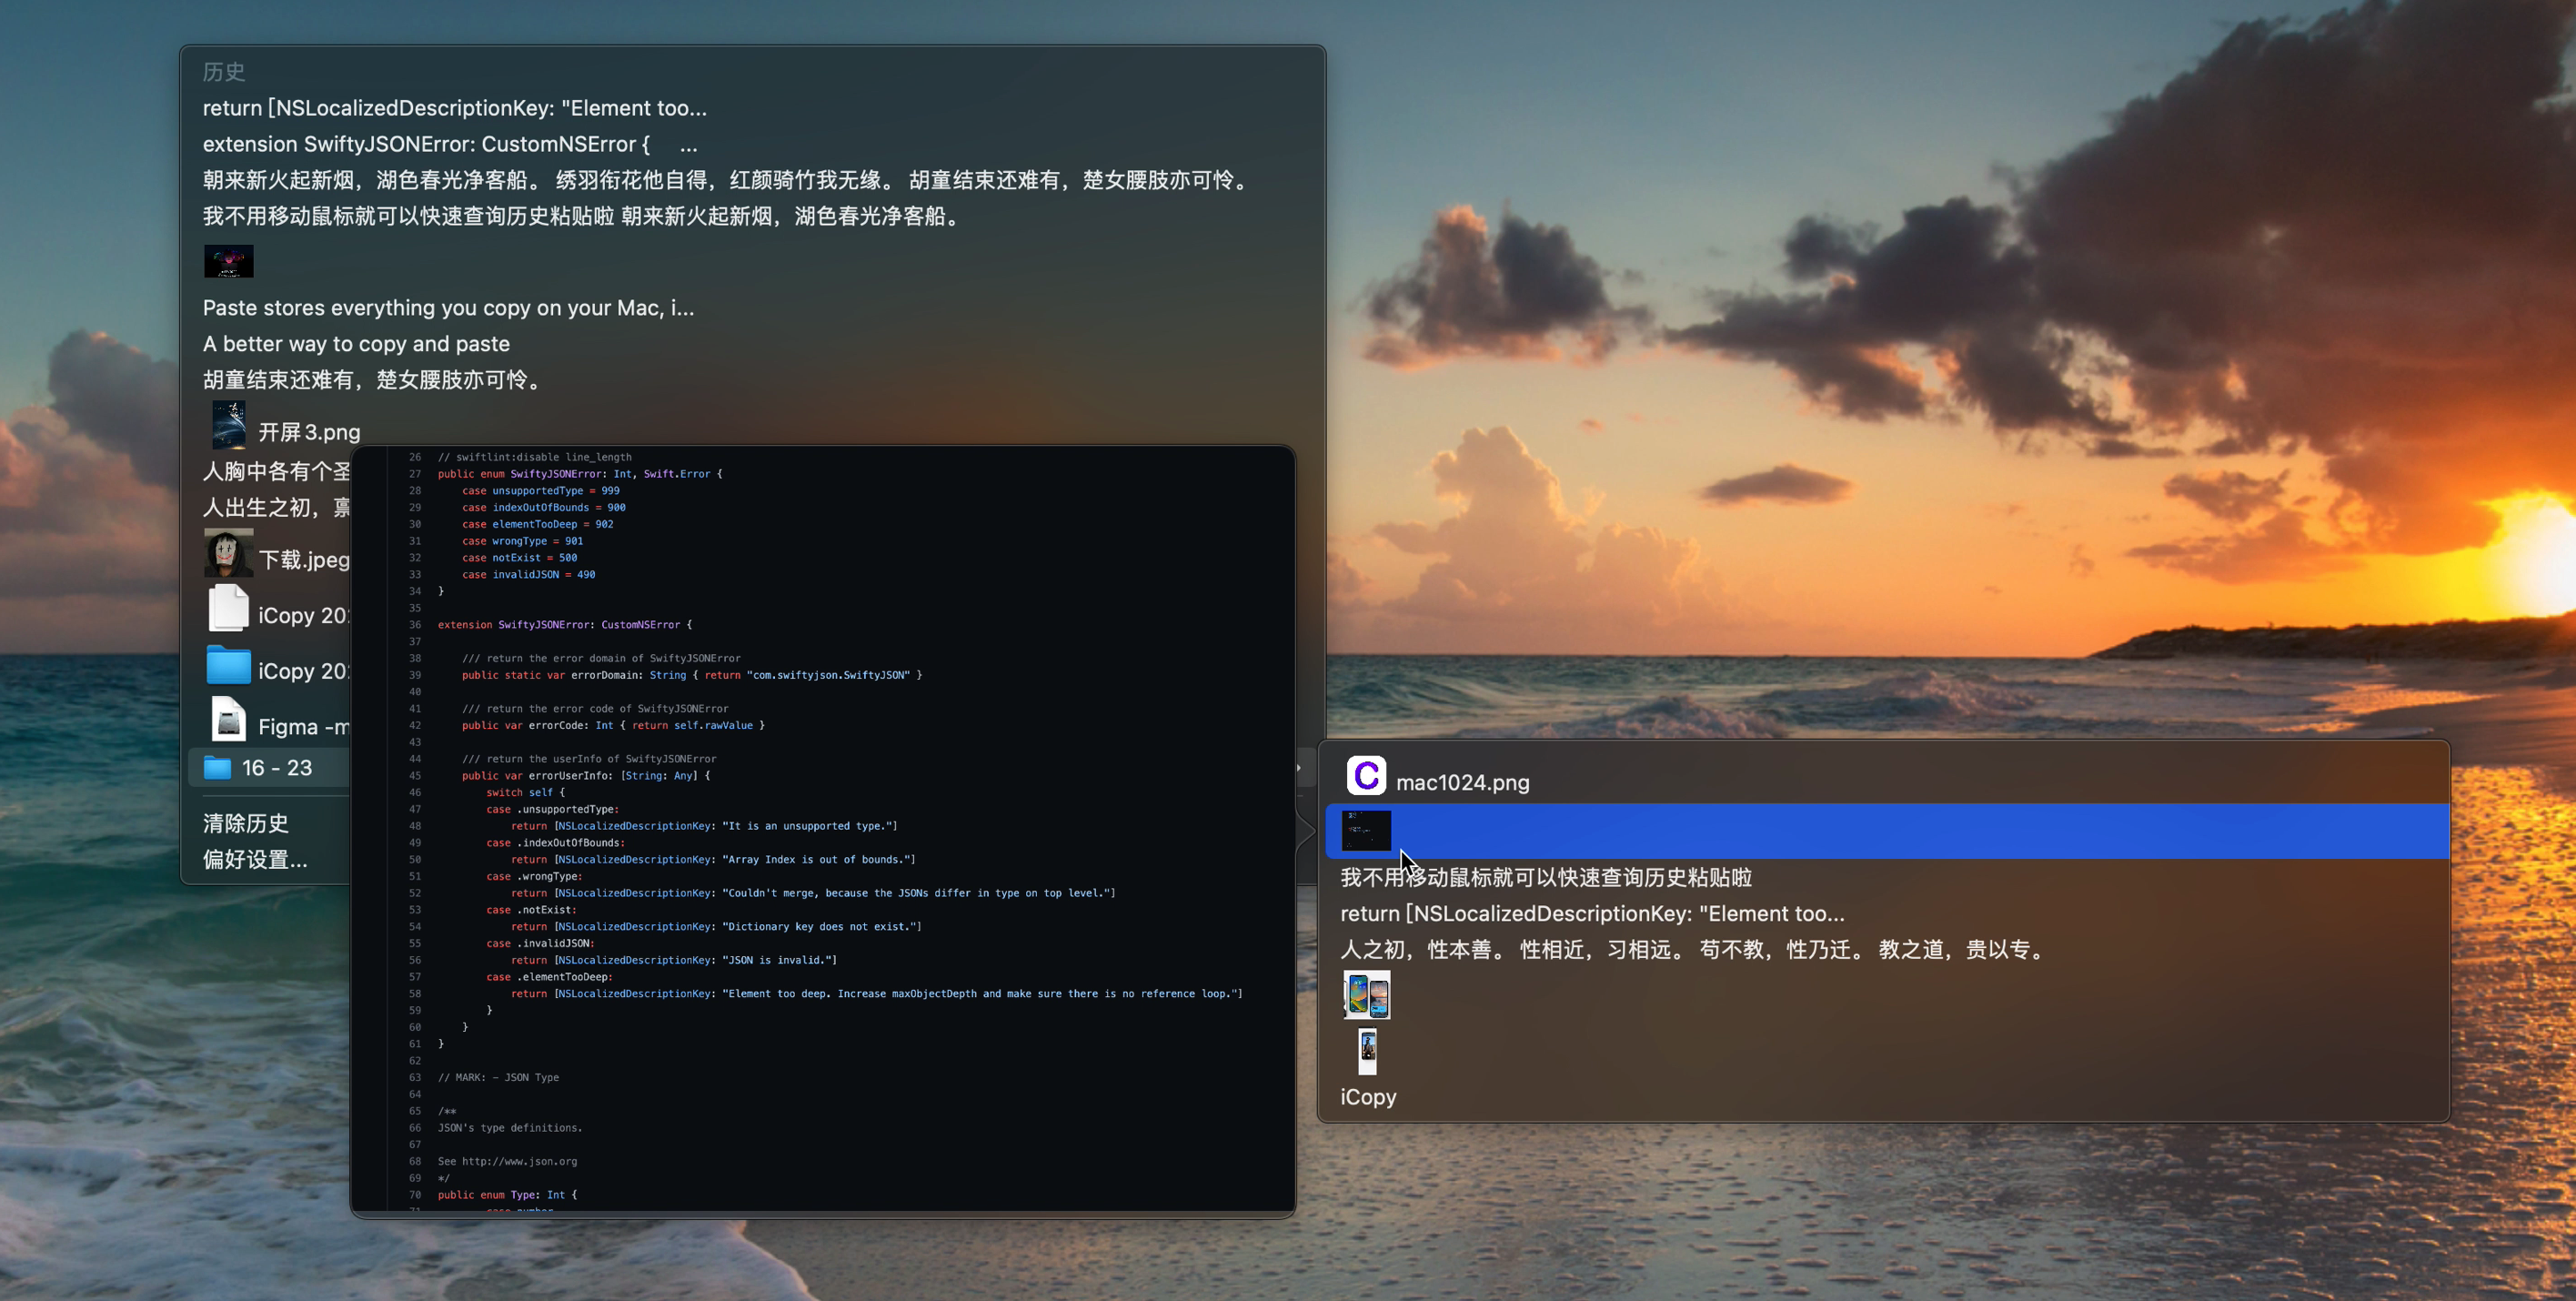 历史
return [NSLocalizedDescriptionKey: "Element too...
extension SwiftyJSONError: CustomNSError { ...
朝来新火起新烟，湖色春光净客船。 绣羽衔花他自得，红颜骑竹我无缘。 胡童结束还难有，楚女腰肢亦可怜。
我不用移动鼠标就可以快速查询历史粘贴啦 朝来新火起新烟，湖色春光净客船。
Paste stores everything you copy on your Mac, i...
A better way to copy and paste
胡童结束还难有，楚女腰肢亦可怜。
开屏3.png
人胸中各有个圣
人出生之初，禀
下载.jpeg
iCopy 20
iCopy 20
Figma -m
16 - 23
清除历史
偏好设置...
26 // swiftlint:disable line_length
27 public enum SwiftyJSONError: Int, Swift.Error {
28 case unsupportedType = 999
29 case indexOutOfBounds = 900
30 case elementTooDeep = 902
31 case wrongType = 901
32 case notExist = 500
33 case invalidJSON = 490
34 }
35
36 extension SwiftyJSONError: CustomNSError {
37
38 /// return the error domain of SwiftyJSONError
39 public static var errorDomain: String { return "com.swiftyjson.SwiftyJSON" }
40
41 /// return the error code of SwiftyJSONError
42 public var errorCode: Int { return self.rawValue }
43
44 /// return the userInfo of SwiftyJSONError
45 public var errorUserInfo: [String: Any] {
46 switch self {
47 case .unsupportedType:
48 return [NSLocalizedDescriptionKey: "It is an unsupported type."]
49 case .indexOutOfBounds:
50 return [NSLocalizedDescriptionKey: "Array Index is out of bounds."]
51 case .wrongType:
52 return [NSLocalizedDescriptionKey: "Couldn't merge, because the JSONs differ in type on top level."]
53 case .notExist:
54 return [NSLocalizedDescriptionKey: "Dictionary key does not exist."]
55 case .invalidJSON:
56 return [NSLocalizedDescriptionKey: "JSON is invalid."]
57 case .elementTooDeep:
58 return [NSLocalizedDescriptionKey: "Element too deep. Increase maxObjectDepth and make sure there is no reference loop."]
59 }
60 }
61 }
62
63 // MARK: - JSON Type
64
65 /**
66 JSON's type definitions.
67
68 See http://www.json.org
69 */
70 public enum Type: Int {
C mac1024.png
我不用移动鼠标就可以快速查询历史粘贴啦
return [NSLocalizedDescriptionKey: "Element too...
人之初，性本善。 性相近，习相远。 苟不教，性乃迁。 教之道，贵以专。
iCopy